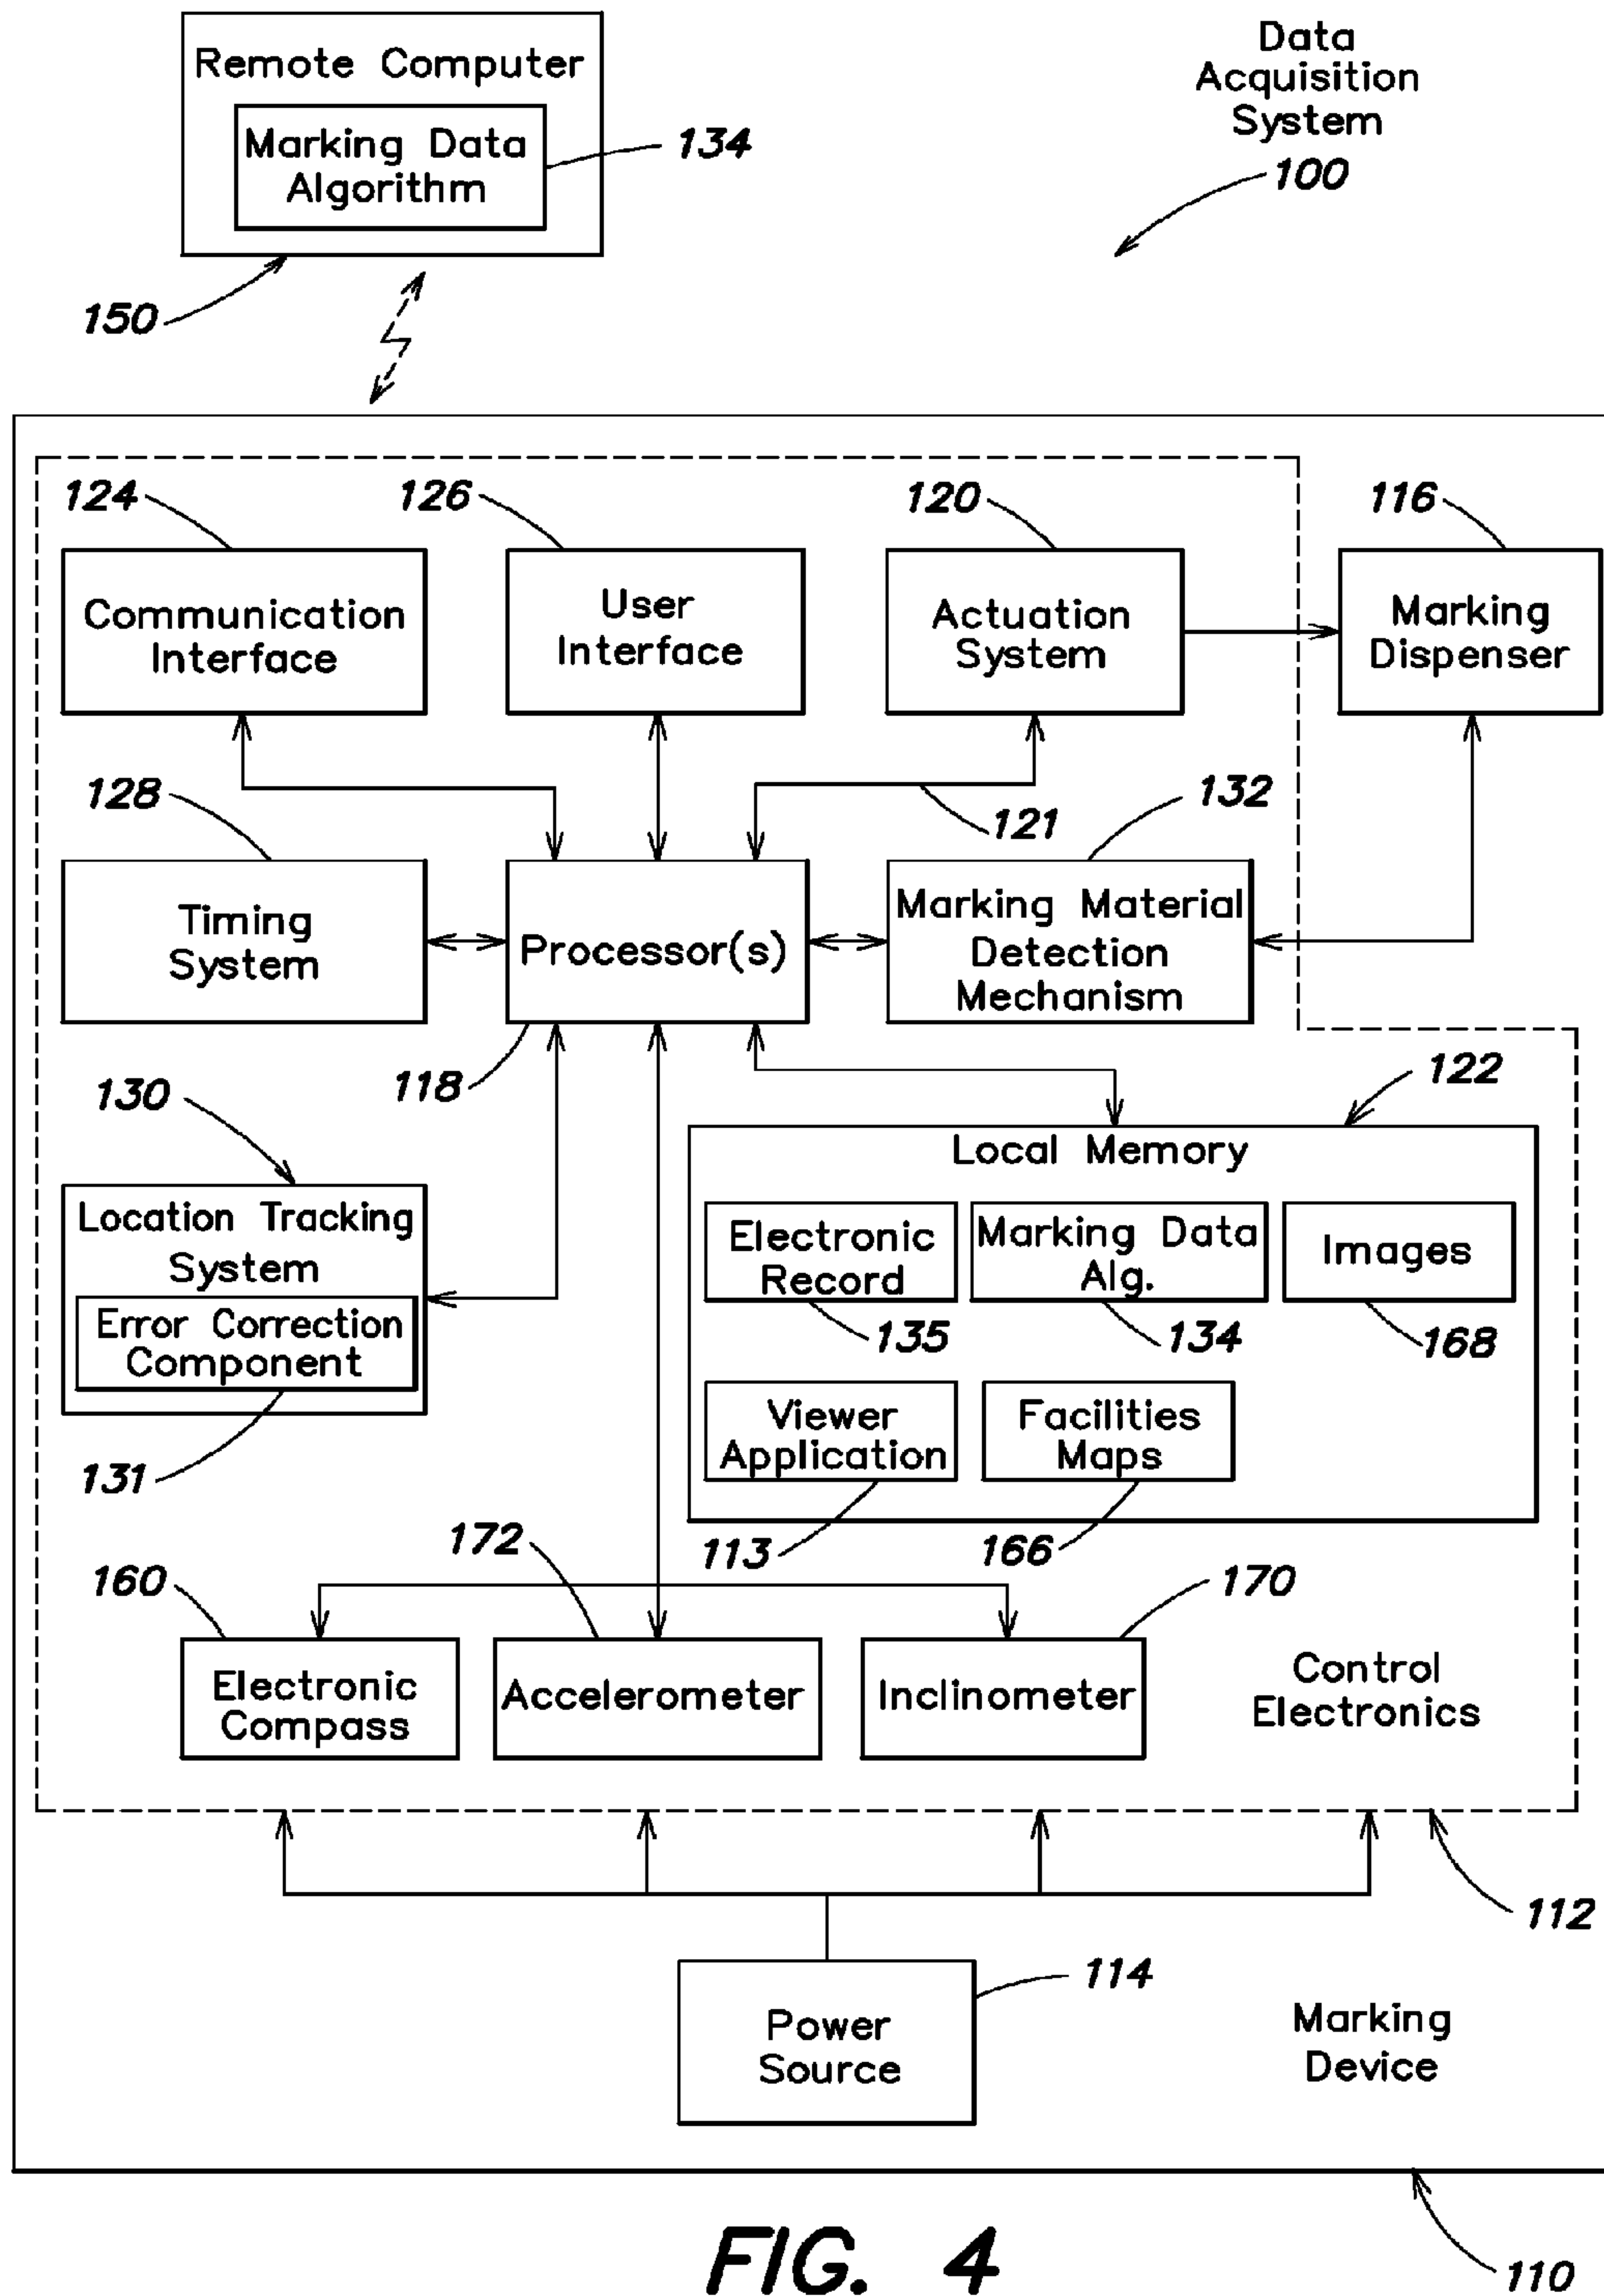 Remote Computer
Marking Data
Algorithm
134
150
Data
Acquisition
System
100
124
126
120
116
Communication
Interface
User
Interface
Actuation
System
Marking
Dispenser
128
121
132
Timing
System
Processor(s)
Marking Material
Detection
Mechanism
118
122
130
Location Tracking
System
Error Correction
Component
131
Local Memory
Electronic
Record
135
Marking Data
Alg.
134
Images
168
Viewer
Application
113
Facilities
Maps
166
160
172
170
Electronic
Compass
Accelerometer
Inclinometer
Control
Electronics
112
114
Power
Source
Marking
Device
110
FIG. 4